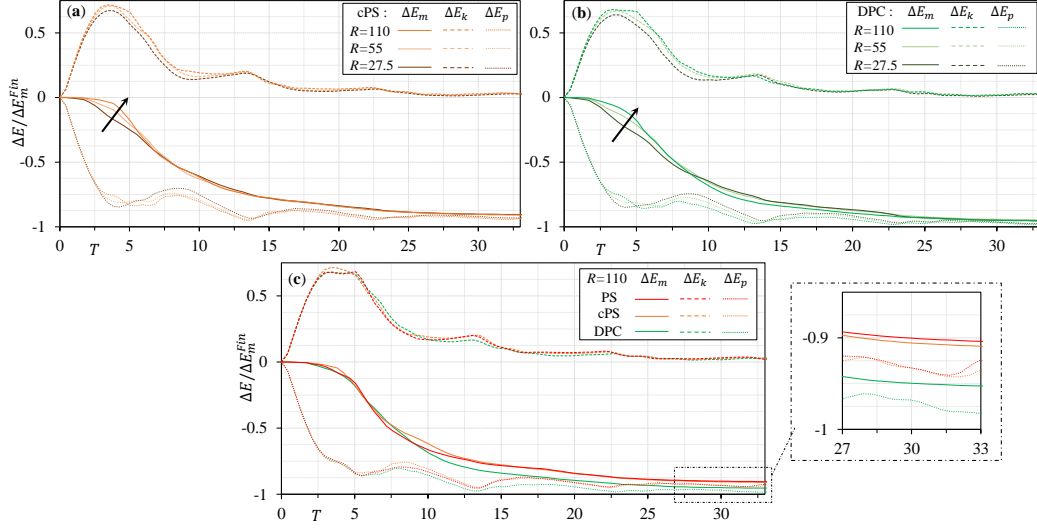 (a)
cPS : ΔE_m ΔE_k ΔE_p
R=110
R=55
R=27.5
ΔE/ΔE_m^Fin
0.5
0
-0.5
-1
0 5 10 15 20 25 30
T
(b)
DPC : ΔE_m ΔE_k ΔE_p
R=110
R=55
R=27.5
0.5
0
-0.5
-1
0 5 10 15 20 25 30
T
(c)
R=110 ΔE_m ΔE_k ΔE_p
PS
cPS
DPC
ΔE/ΔE_m^Fin
0.5
0
-0.5
-1
0 5 10 15 20 25 30
T
-0.9
-1
27 30 33